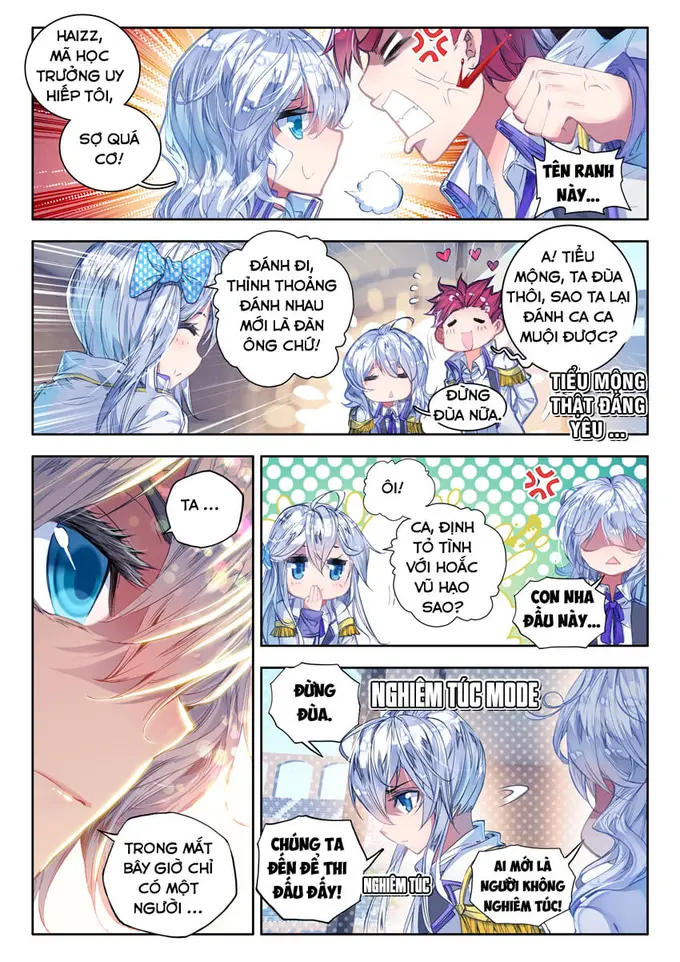 HAIZZ,
MÃ HỌC
TRƯỞNG UY
HIẾP TÔI,
SỢ QUÁ
CƠ!
TÊN RANH
NÀY...
ĐÁNH ĐI,
THỈNH THOẢNG
ĐÁNH NHAU
MỚI LÀ ĐÀN
ÔNG CHỨ!
A! TIỂU
MỘNG, TA ĐÙA
THÔI, SAO TA LẠI
ĐÁNH CA CA
MUỘI ĐƯỢC?
ĐỪNG
ĐÙA NỮA.
TIỂU MỘNG
THẬT ĐÁNG
YÊU ...
TA ...
TRONG MẮT
BÂY GIỜ CHỈ
CÓ MỘT
NGƯỜI ...
ÔI!
CA, ĐỊNH
TỎ TÌNH
VỚI HOẮC
VŨ HẠO
SAO?
CON NHA
ĐẦU NÀY...
ĐỪNG
ĐÙA.
NGHIÊM TÚC MODE
CHÚNG TA
ĐẾN ĐỂ THI
ĐẤU ĐẤY!
NGHIÊM TÚC
AI MỚI LÀ
NGƯỜI KHÔNG
NGHIÊM TÚC!